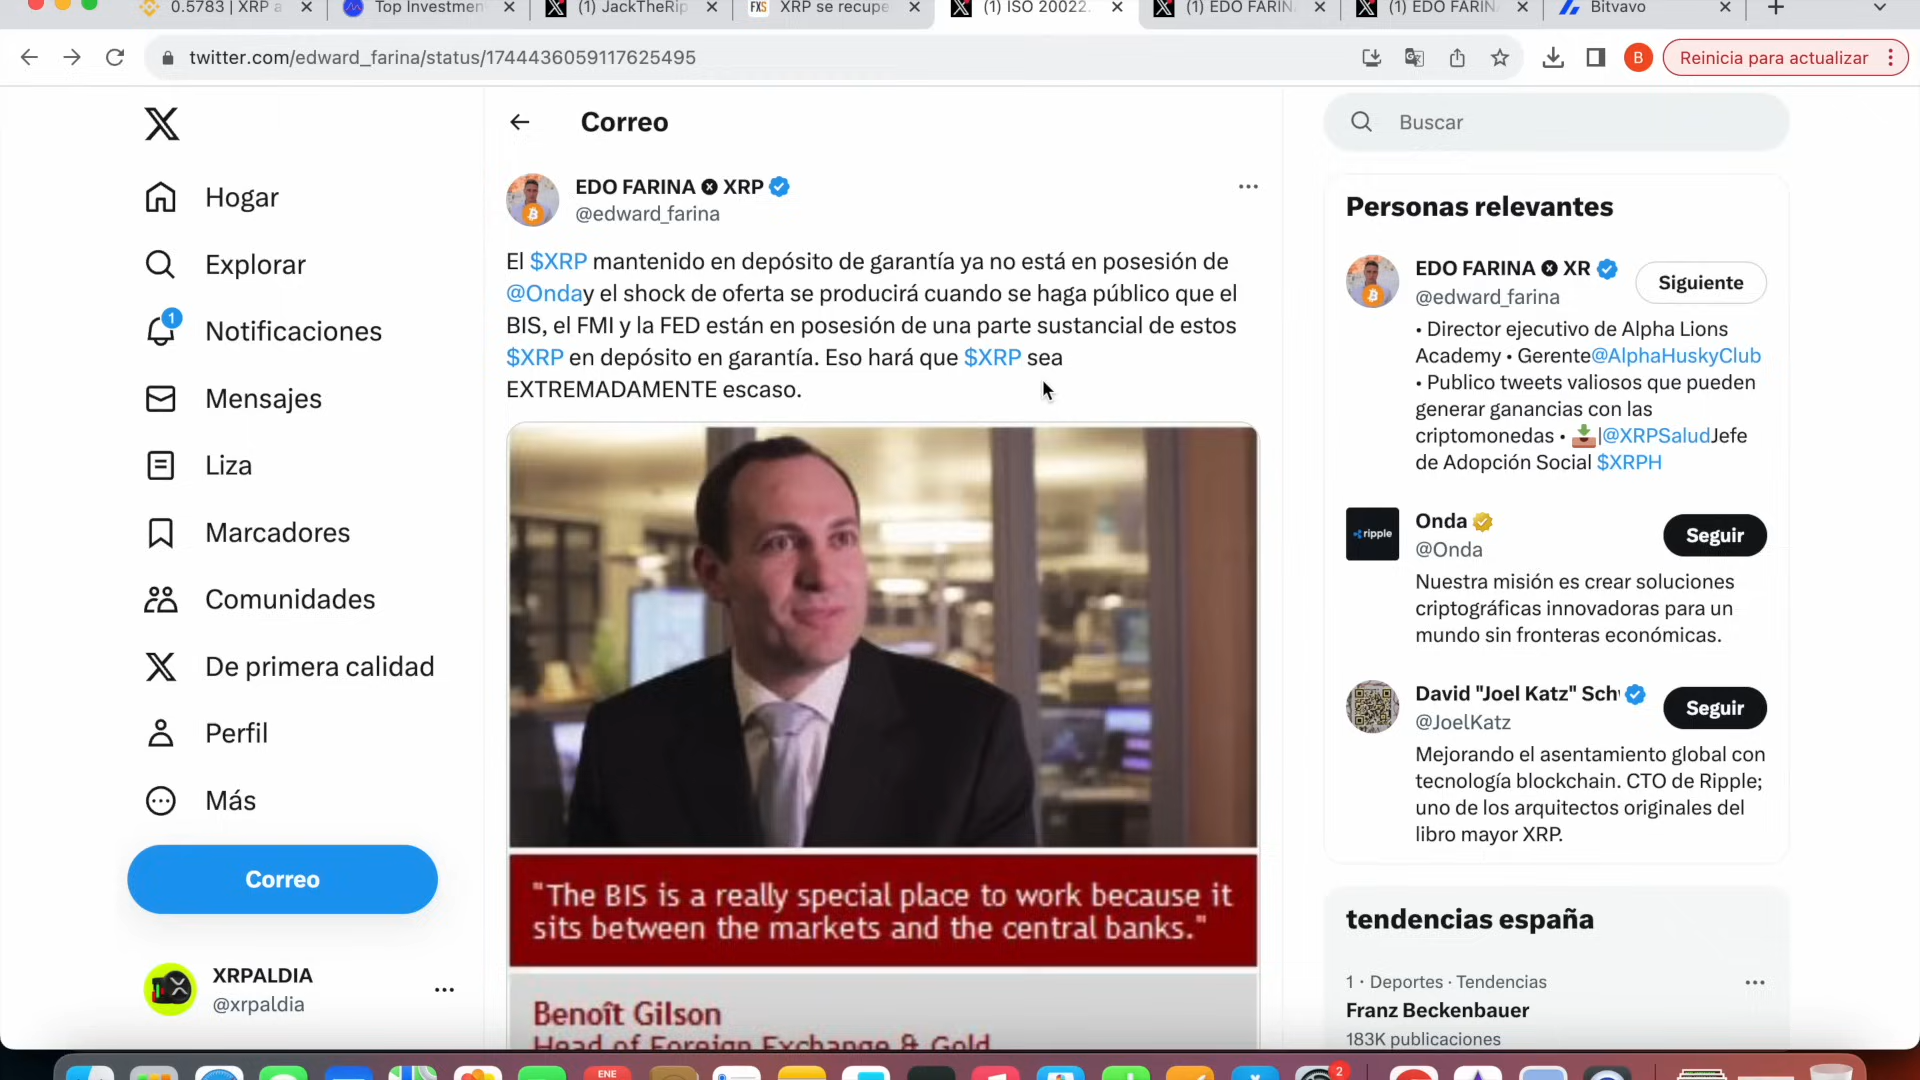 0.5783 | XRP a
Top Investmen
(1) JackTheRip
FXS
XRP se recupe
(1) ISO 20022
(1) EDO FARIN
(1) EDO FARIN
Bitvavo
twitter.com/edward_farina/status/1744436059117625495
B
Reinicia para actualizar
Hogar
Explorar
1
Notificaciones
Mensajes
Liza
Marcadores
Comunidades
De primera calidad
Perfil
Más
Correo
XRPALDIA
@xrpaldia
Correo
EDO FARINA XRP
@edward_farina
El $XRP mantenido en depósito de garantía ya no está en posesión de
@Onday el shock de oferta se producirá cuando se haga público que el
BIS, el FMI y la FED están en posesión de una parte sustancial de estos
$XRP en depósito en garantía. Eso hará que $XRP sea
EXTREMADAMENTE escaso.
"The BIS is a really special place to work because it
sits between the markets and the central banks."
Benoît Gilson
Head of Foreign Exchange & Gold
Buscar
Personas relevantes
EDO FARINA XR
@edward_farina
Siguiente
• Director ejecutivo de Alpha Lions
Academy • Gerente@AlphaHuskyClub
• Publico tweets valiosos que pueden
generar ganancias con las
criptomonedas • |@XRPSaludJefe
de Adopción Social $XRPH
ripple
Onda
@Onda
Seguir
Nuestra misión es crear soluciones
criptográficas innovadoras para un
mundo sin fronteras económicas.
David "Joel Katz" Sch
@JoelKatz
Seguir
Mejorando el asentamiento global con
tecnología blockchain. CTO de Ripple;
uno de los arquitectos originales del
libro mayor XRP.
tendencias españa
1 · Deportes · Tendencias
Franz Beckenbauer
183K publicaciones
ENE
2